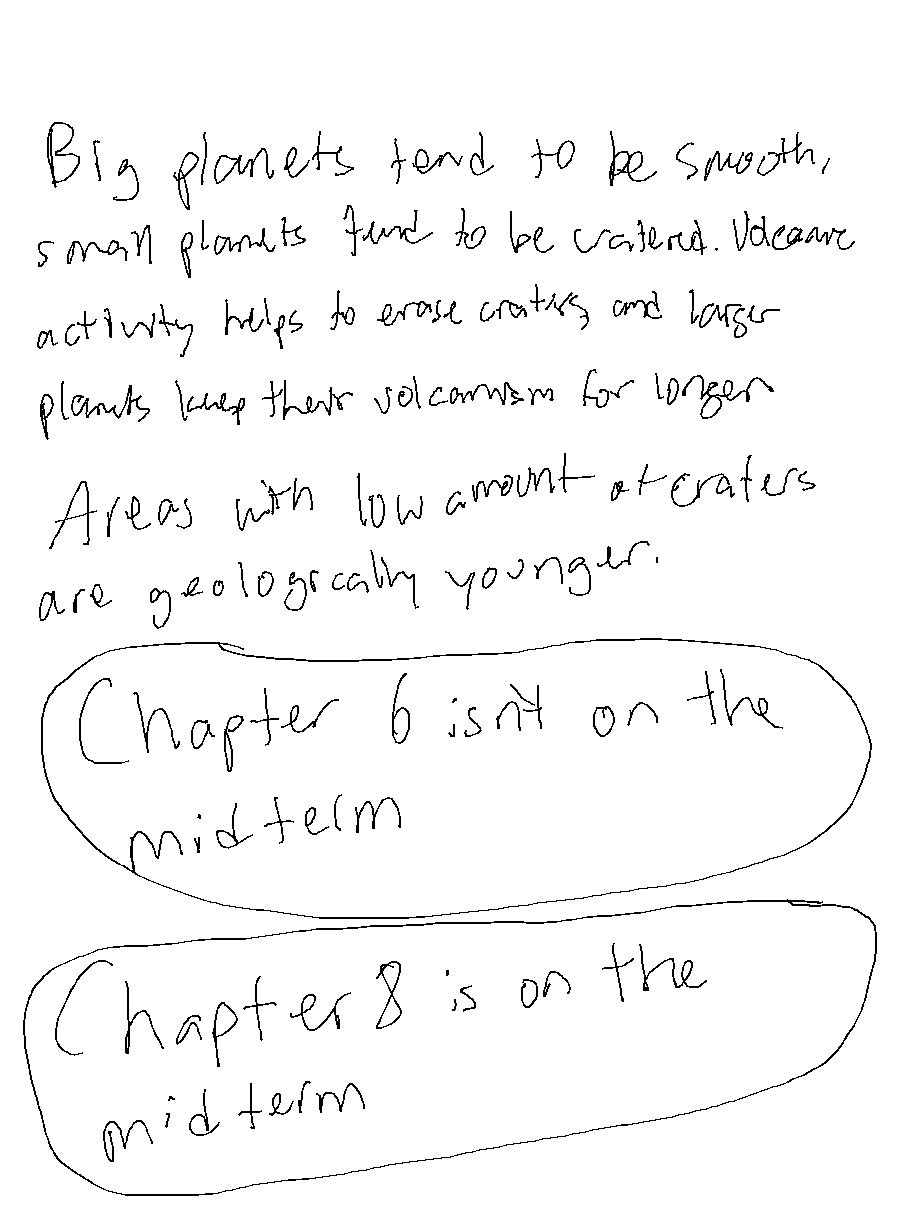 Big planets tend to be smooth,
small planets tend to be cratered. Volcanic
activity helps to erase craters, and larger
planets keep their volcanism for longer
Areas with low amount of craters
are geologically younger.
Chapter 6 isn't on the
midterm
Chapter 8 is on the
midterm